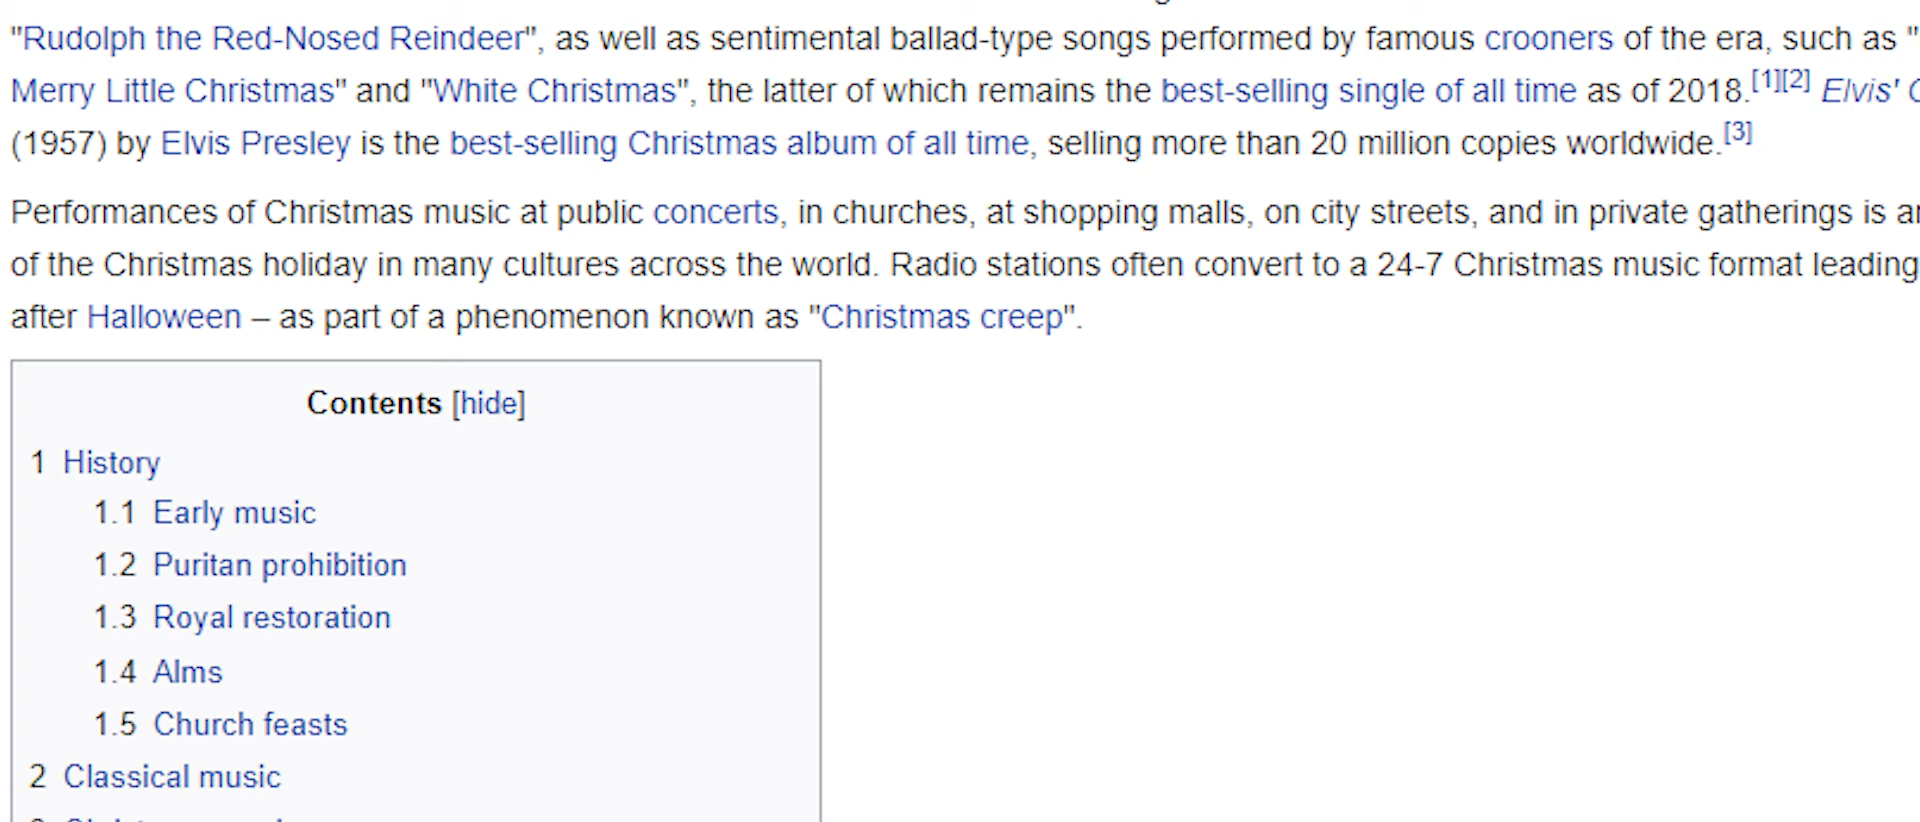 "Rudolph the Red-Nosed Reindeer", as well as sentimental ballad-type songs performed by famous crooners of the era, such as "
Merry Little Christmas" and "White Christmas", the latter of which remains the best-selling single of all time as of 2018.[1][2] Elvis'
(1957) by Elvis Presley is the best-selling Christmas album of all time, selling more than 20 million copies worldwide.[3]
Performances of Christmas music at public concerts, in churches, at shopping malls, on city streets, and in private gatherings is
of the Christmas holiday in many cultures across the world. Radio stations often convert to a 24-7 Christmas music format leading
after Halloween – as part of a phenomenon known as "Christmas creep".
Contents [hide]
1 History
1.1 Early music
1.2 Puritan prohibition
1.3 Royal restoration
1.4 Alms
1.5 Church feasts
2 Classical music